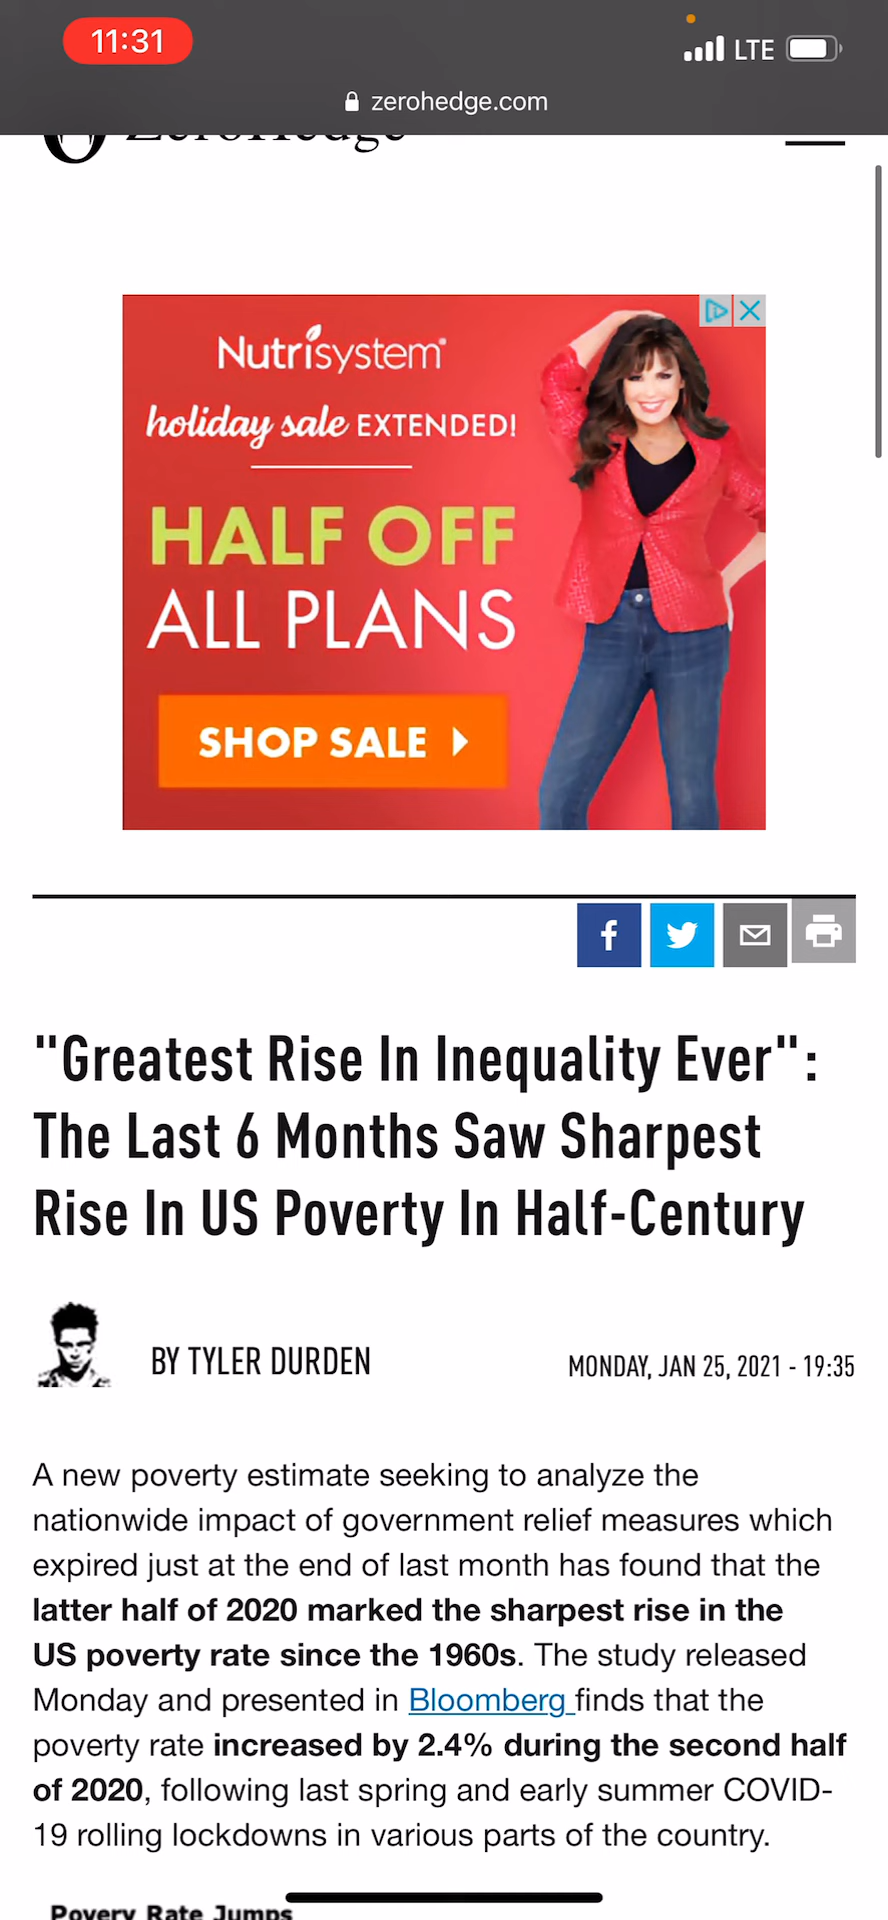 11:31
LTE
zerohedge.com
ZeroHedge
Nutrisystem®
holiday sale EXTENDED!
HALF OFF
ALL PLANS
SHOP SALE
"Greatest Rise In Inequality Ever":
The Last 6 Months Saw Sharpest
Rise In US Poverty In Half-Century
BY TYLER DURDEN
MONDAY, JAN 25, 2021 - 19:35
A new poverty estimate seeking to analyze the
nationwide impact of government relief measures which
expired just at the end of last month has found that the
latter half of 2020 marked the sharpest rise in the
US poverty rate since the 1960s. The study released
Monday and presented in Bloomberg finds that the
poverty rate increased by 2.4% during the second half
of 2020, following last spring and early summer COVID-
19 rolling lockdowns in various parts of the country.
Povery Rate Jumps